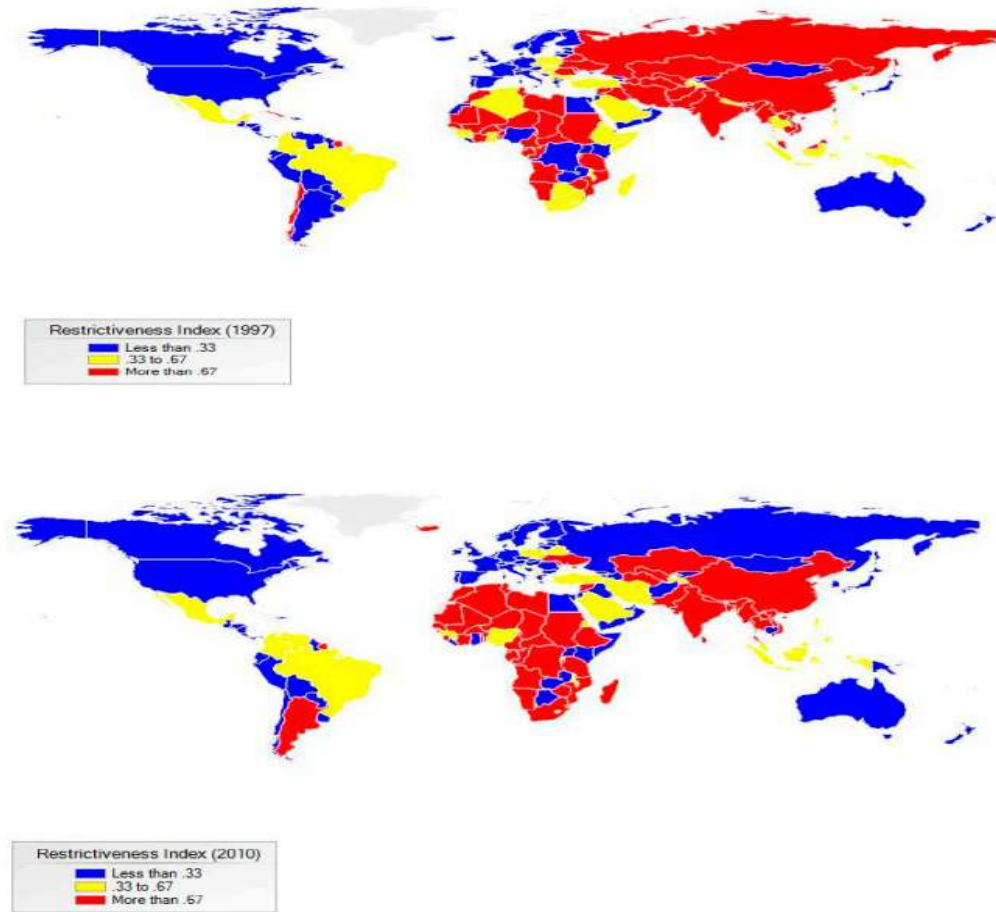 Restrictiveness Index (1997)
Less than .33
.33 to .67
More than .67
Restrictiveness Index (2010)
Less than .33
.33 to .67
More than .67